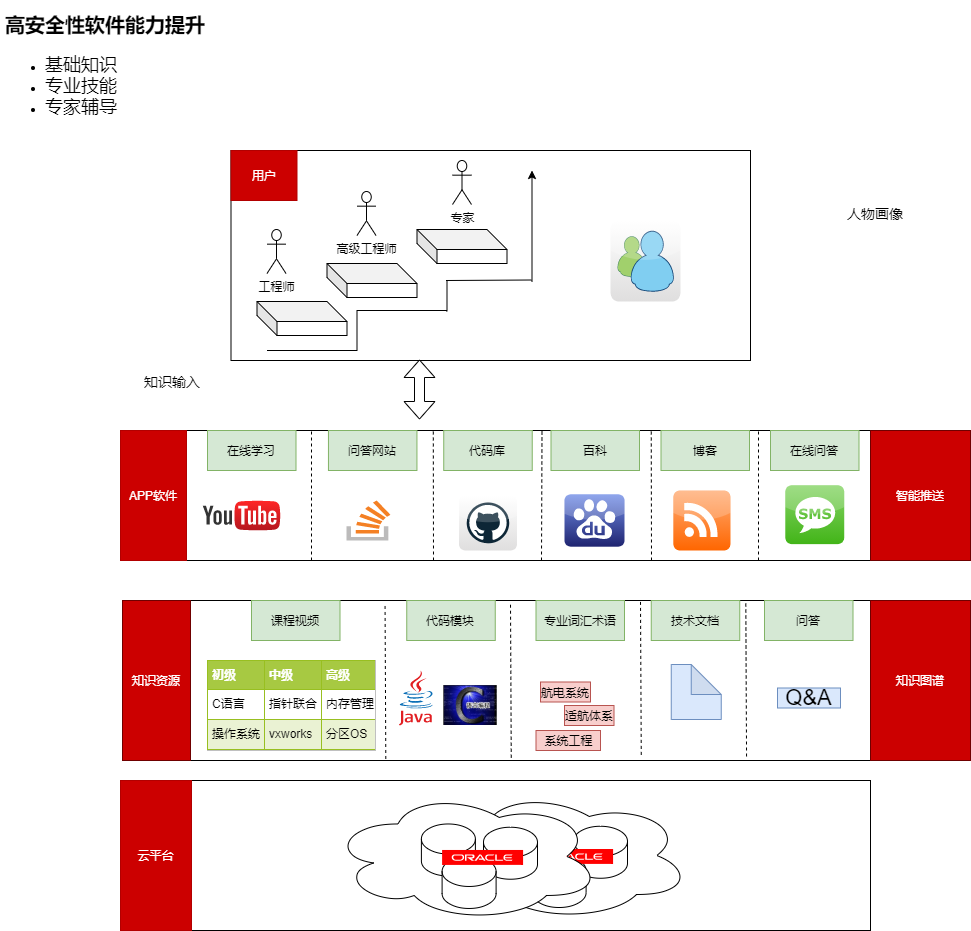 高安全性软件能力提升
基础知识
专业技能
专家辅导
用户
专家
高级工程师
工程师
人物画像
知识输入
APP软件
在线学习
问答网站
代码库
百科
博客
在线问答
智能推送
YouTube
du
SMS
知识资源
课程视频
代码模块
专业词汇术语
技术文档
问答
知识图谱
初级 中级 高级
C语言 指针联合 内存管理
操作系统 vxworks 分区OS
Java
C
航电系统
适航体系
系统工程
Q&A
云平台
ORACLE
ACLE